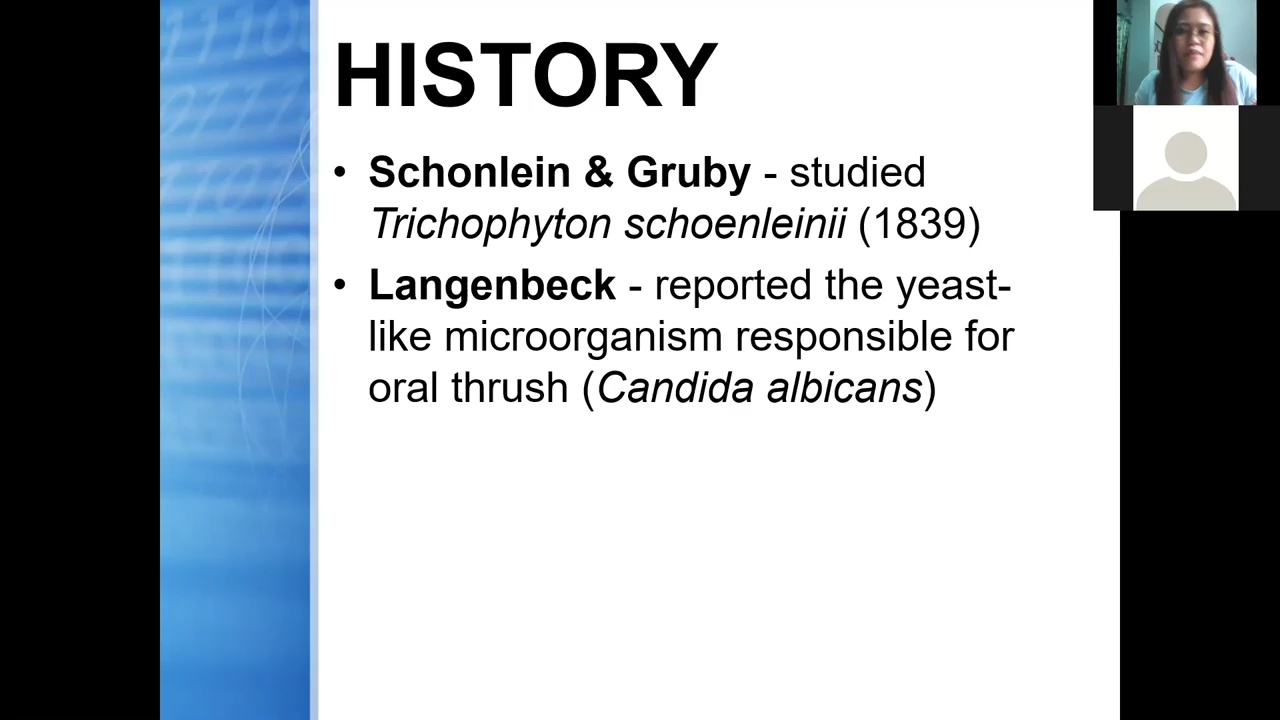 HISTORY
• Schonlein & Gruby - studied
Trichophyton schoenleinii (1839)
• Langenbeck - reported the yeast-
like microorganism responsible for
oral thrush (Candida albicans)